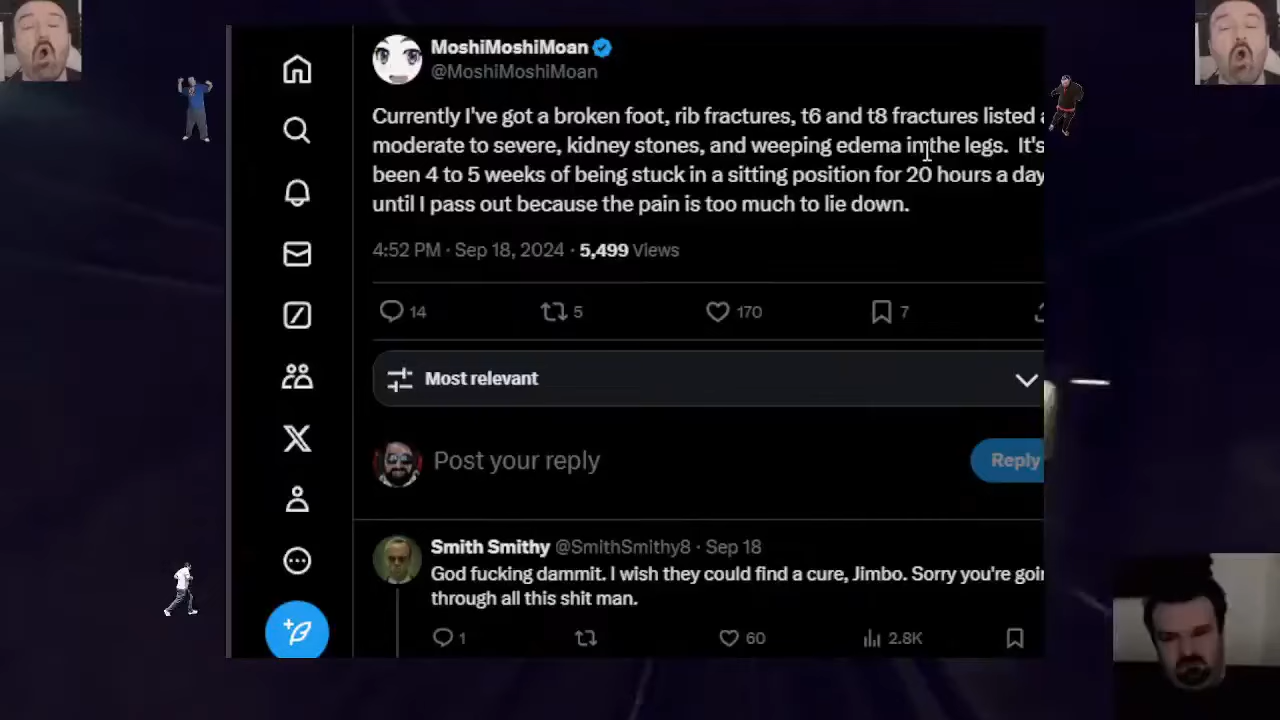 MoshiMoshiMoan
@MoshiMoshiMoan
Currently I've got a broken foot, rib fractures, t6 and t8 fractures listed
moderate to severe, kidney stones, and weeping edema in the legs. It's
been 4 to 5 weeks of being stuck in a sitting position for 20 hours a day
until I pass out because the pain is too much to lie down.
4:52 PM · Sep 18, 2024 · 5,499 Views
14 5 170 7
Most relevant
Post your reply
Reply
Smith Smithy @SmithSmithy8 · Sep 18
God fucking dammit. I wish they could find a cure, Jimbo. Sorry you're goi
through all this shit man.
1 60 2.8K